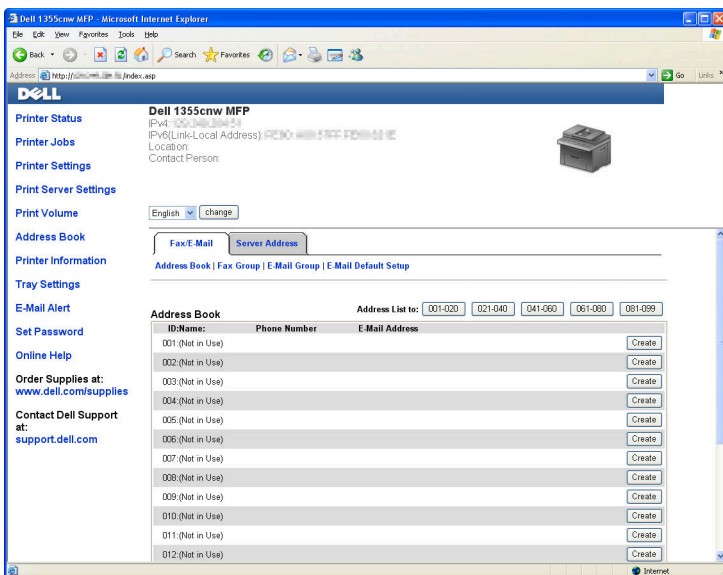 Dell 1355cnw MFP - Microsoft Internet Explorer
File Edit View Favorites Tools Help
Back Search Favorites
Address http:// /index.asp Go Links
DELL
Dell 1355cnw MFP
IPv4:
IPv6(Link-Local Address):
Location:
Contact Person:
English change
Printer Status
Printer Jobs
Printer Settings
Print Server Settings
Print Volume
Address Book
Printer Information
Tray Settings
E-Mail Alert
Set Password
Online Help
Order Supplies at:
www.dell.com/supplies
Contact Dell Support
at:
support.dell.com
Fax/E-Mail Server Address
Address Book | Fax Group | E-Mail Group | E-Mail Default Setup
Address Book Address List to: 001-020 021-040 041-060 061-080 081-099
ID:Name: Phone Number E-Mail Address
001:(Not in Use) Create
002:(Not in Use) Create
003:(Not in Use) Create
004:(Not in Use) Create
005:(Not in Use) Create
006:(Not in Use) Create
007:(Not in Use) Create
008:(Not in Use) Create
009:(Not in Use) Create
010:(Not in Use) Create
011:(Not in Use) Create
012:(Not in Use) Create
Internet